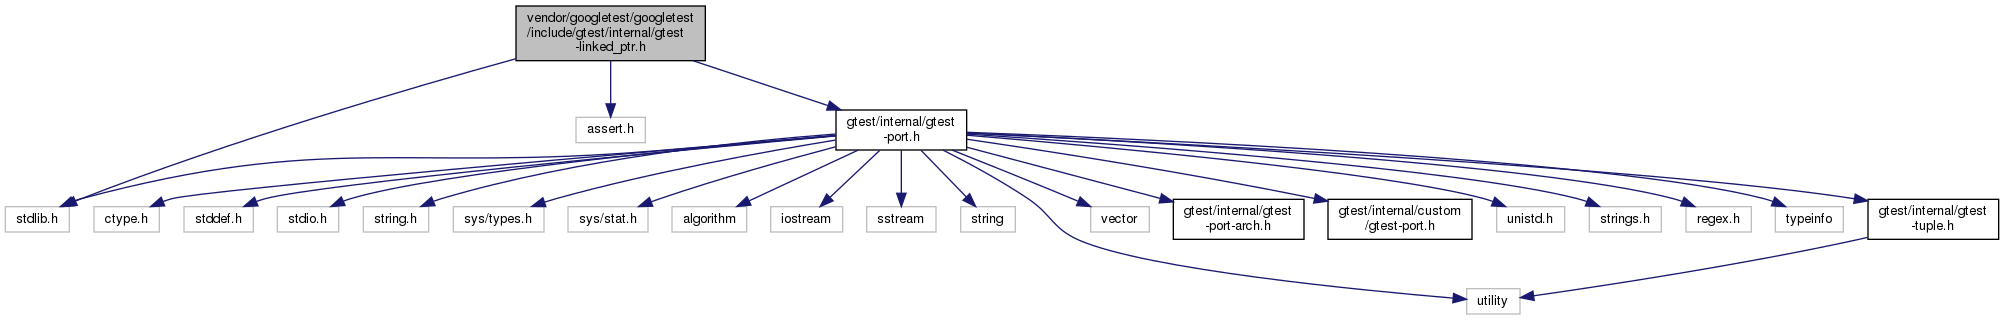 vendor/googletest/googletest
/include/gtest/internal/gtest
-linked_ptr.h
assert.h
gtest/internal/gtest
-port.h
stdlib.h
ctype.h
stddef.h
stdio.h
string.h
sys/types.h
sys/stat.h
algorithm
iostream
sstream
string
vector
gtest/internal/gtest
-port-arch.h
gtest/internal/custom
/gtest-port.h
unistd.h
strings.h
regex.h
typeinfo
gtest/internal/gtest
-tuple.h
utility